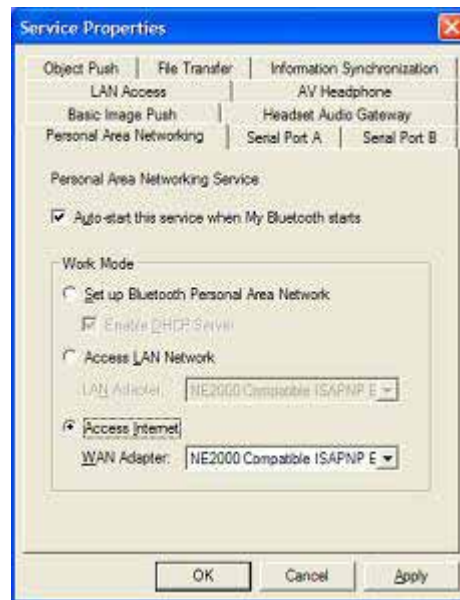 Service Properties
Object Push File Transfer Information Synchronization
LAN Access AV Headphone
Basic Image Push Headset Audio Gateway
Personal Area Networking Serial Port A Serial Port B
Personal Area Networking Service
Auto-start this service when My Bluetooth starts
Work Mode
Set up Bluetooth Personal Area Network
Enable DHCP Server
Access LAN Network
LAN Adapter: NE2000 Compatible ISAPNP E
Access Internet
WAN Adapter: NE2000 Compatible ISAPNP E
OK Cancel Apply